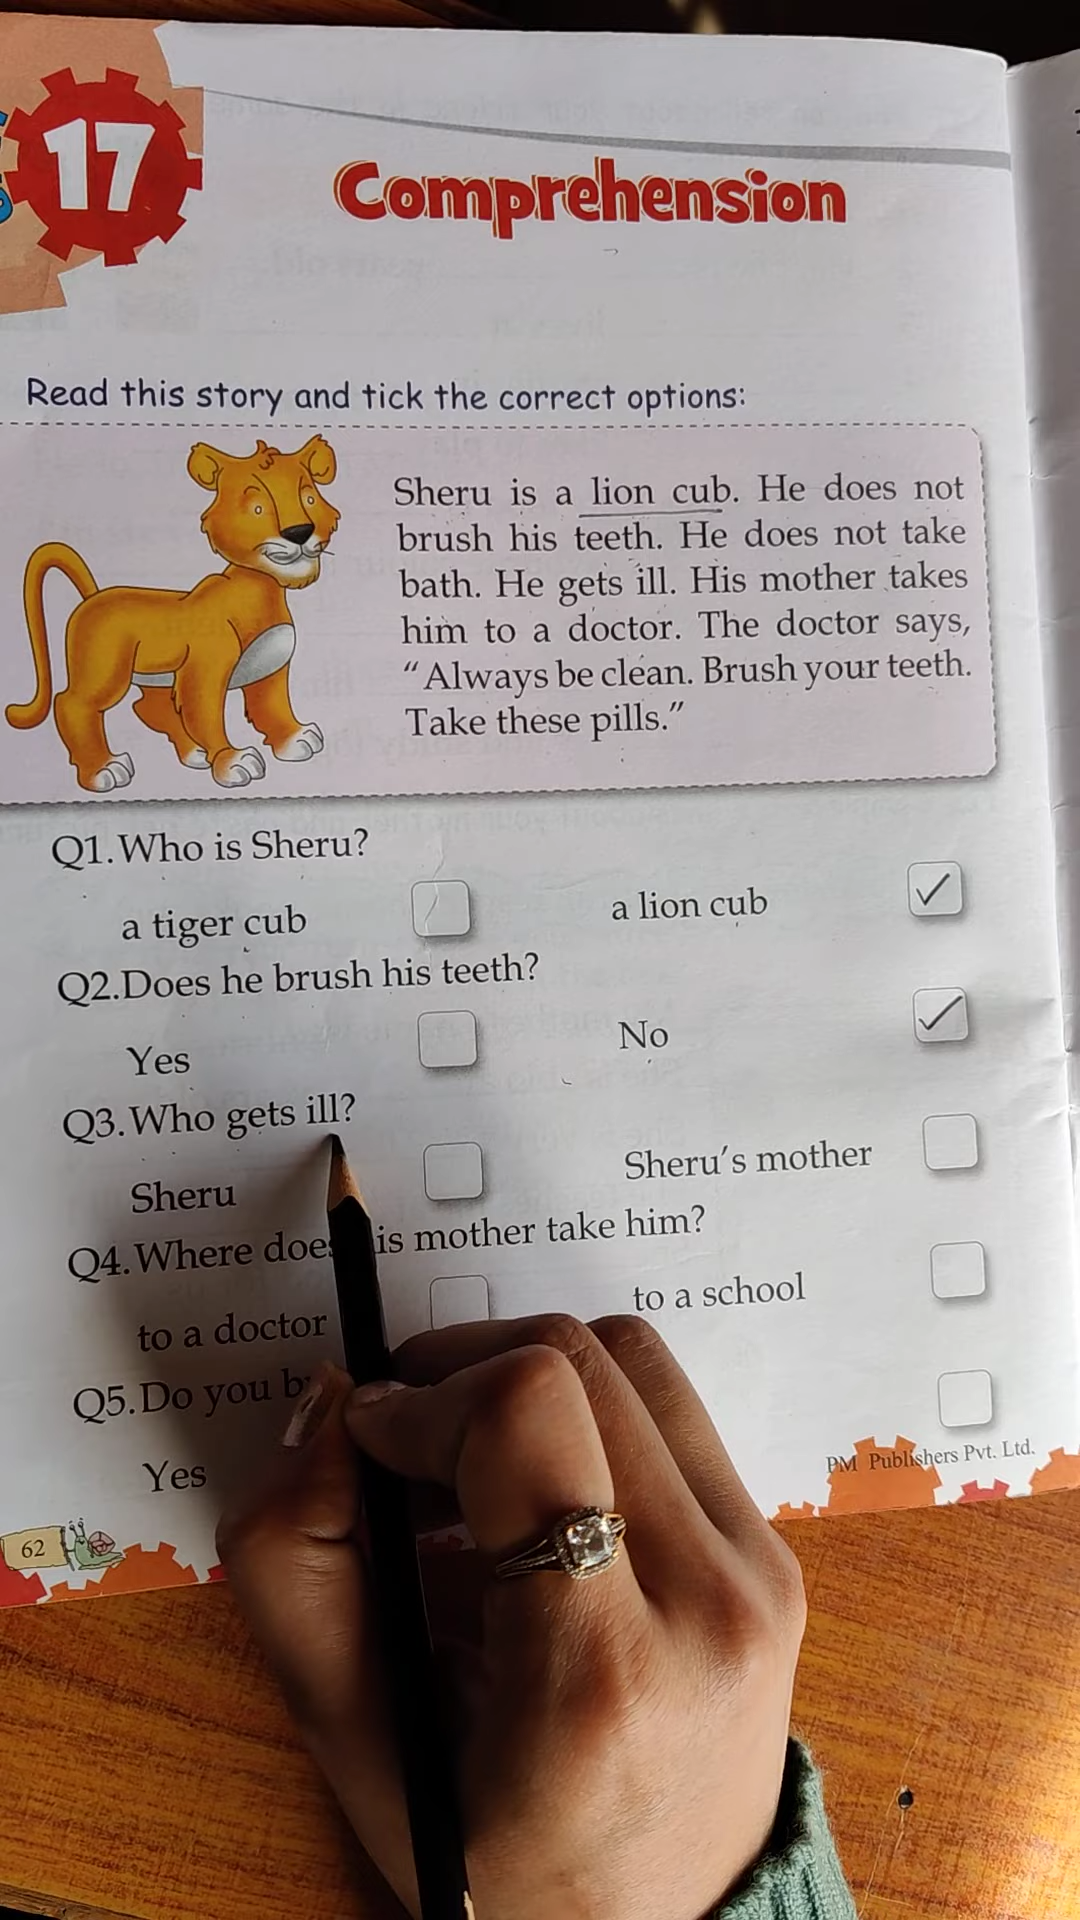 17
Comprehension
Read this story and tick the correct options:
Sheru is a lion cub. He does not
brush his teeth. He does not take
bath. He gets ill. His mother takes
him to a doctor. The doctor says,
“Always be clean. Brush your teeth.
Take these pills.”
Q1. Who is Sheru?
a tiger cub a lion cub
Q2. Does he brush his teeth?
Yes No
Q3. Who gets ill?
Sheru Sheru's mother
Q4. Where is mother take him?
to a doctor to a school
Q5. Do you
Yes
PM Publishers Pvt. Ltd.
62